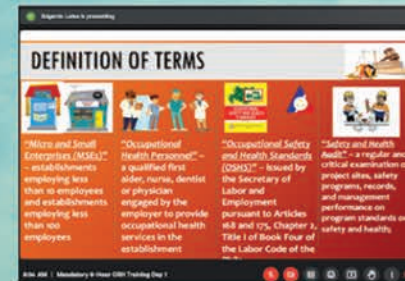 Edgardo Luisa is presenting
DEFINITION OF TERMS
"Micro and Small
Enterprises (MSEs)"
– establishments
employing less
than 10 employees
and establishments
employing less
than 100
employees
"Occupational
Health Personnel" –
a qualified first
aider, nurse, dentist
or physician
engaged by the
employer to provide
occupational health
services in the
establishment
"Occupational Safety
and Health Standards
(OSHS)" – issued by
the Secretary of
Labor and
Employment
pursuant to Articles
168 and 175, Chapter 2,
Title I of Book Four of
the Labor Code of the
"Safety and Health
Audit" – a regular and
critical examination of
project sites, safety
programs, records,
and management
performance on
program standards on
safety and health;
8:04 AM | Mandatory 8-Hour OSH Training Day 1